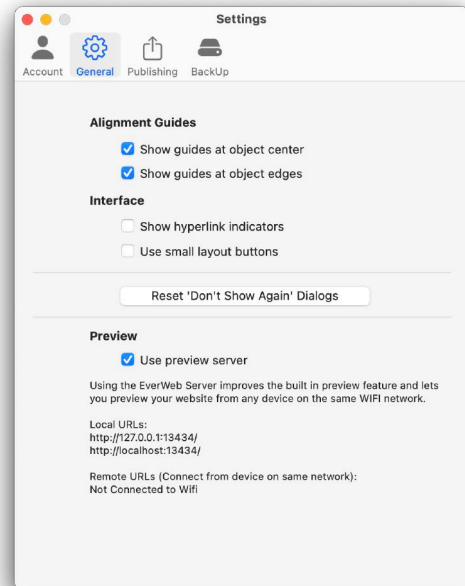 Settings
Account General Publishing BackUp
Alignment Guides
Show guides at object center
Show guides at object edges
Interface
Show hyperlink indicators
Use small layout buttons
Reset 'Don't Show Again' Dialogs
Preview
Use preview server
Using the EverWeb Server improves the built in preview feature and lets
you preview your website from any device on the same WIFI network.
Local URLs:
http://127.0.0.1:13434/
http://localhost:13434/
Remote URLs (Connect from device on same network):
Not Connected to Wifi